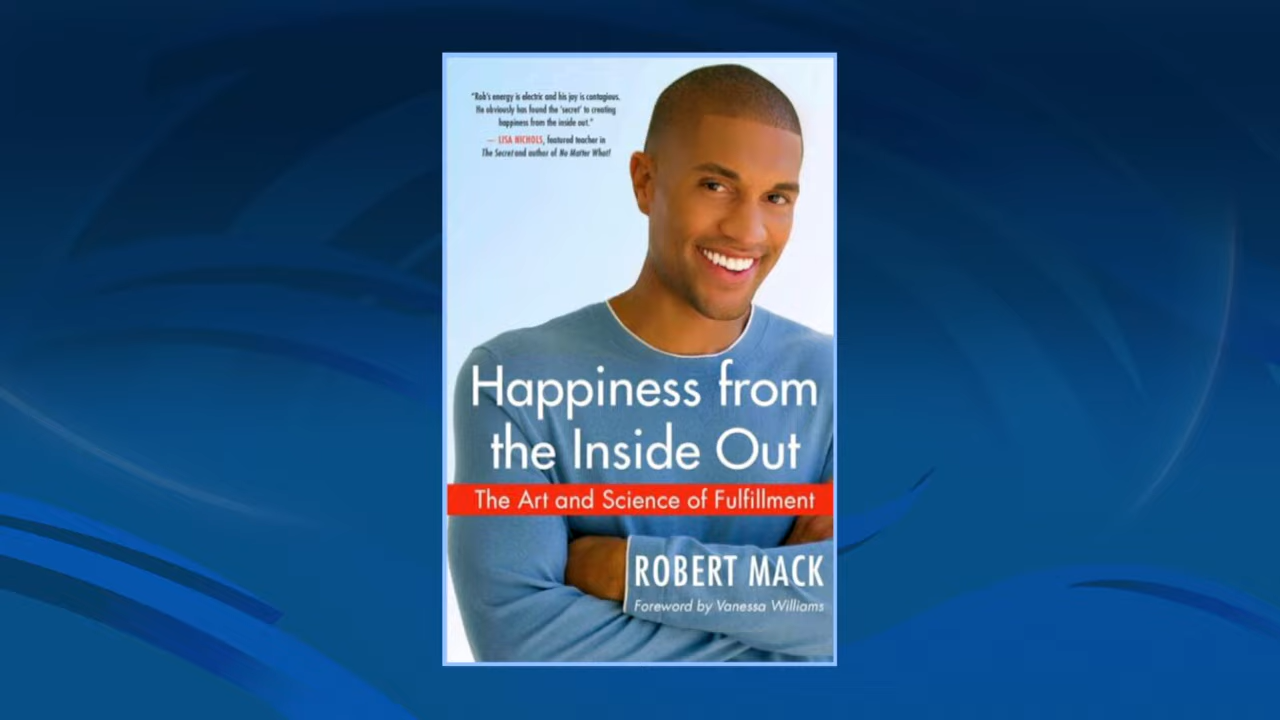 "Rob's energy is electric and his joy is contagious.
He obviously has found the 'secret' to creating
happiness from the inside out."
— LISA NICHOLS, featured teacher in
The Secret and author of No Matter What!
Happiness from
the Inside Out
The Art and Science of Fulfillment
ROBERT MACK
Foreword by Vanessa Williams